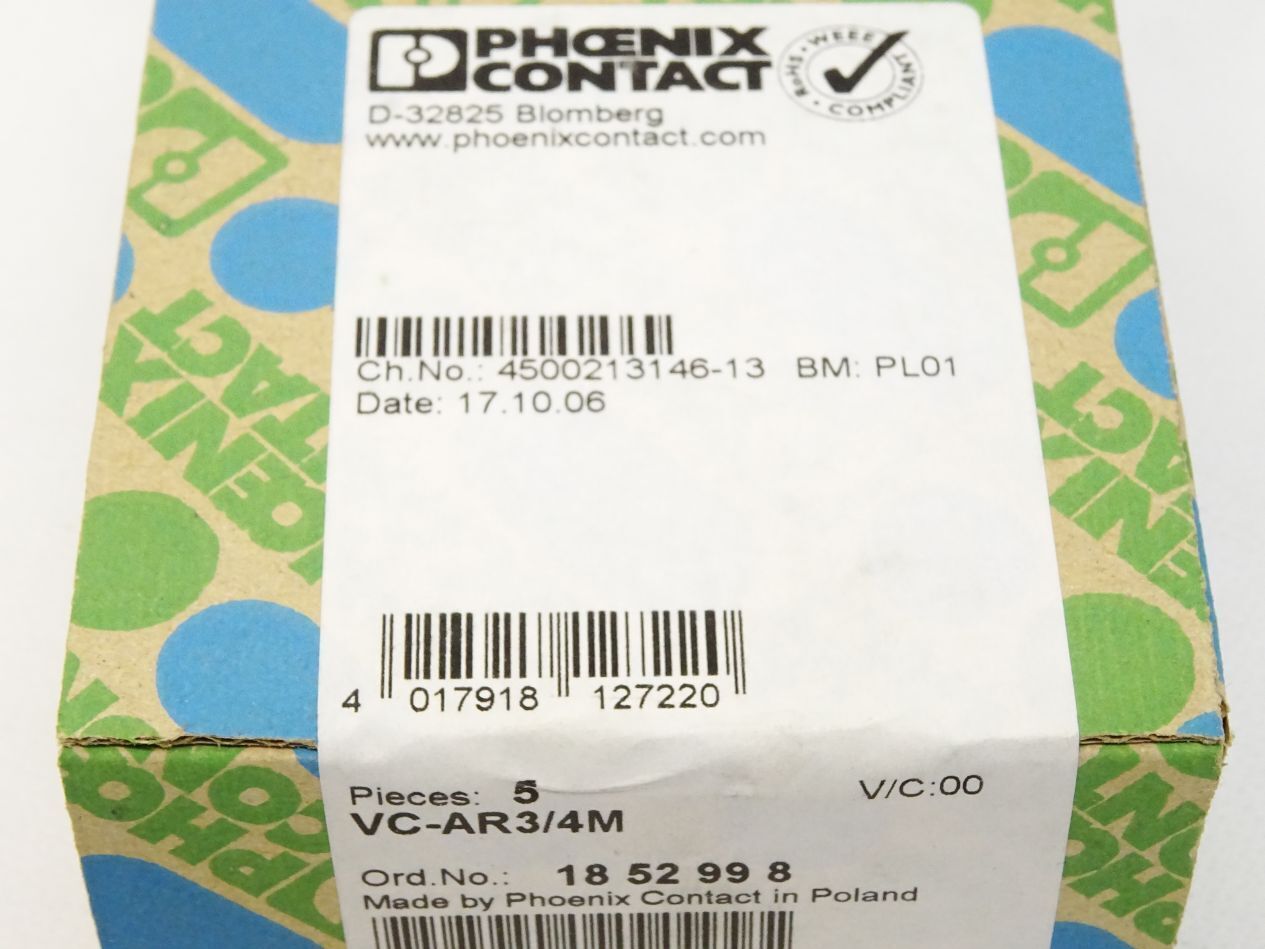 PHŒNIX
CONTACT
WEEE COMPLIANT RoHS
D-32825 Blomberg
www.phoenixcontact.com
Ch.No.: 4500213146-13 BM: PL01
Date: 17.10.06
4 017918 127220
Pieces: 5 V/C:00
VC-AR3/4M
Ord.No.: 18 52 99 8
Made by Phoenix Contact in Poland